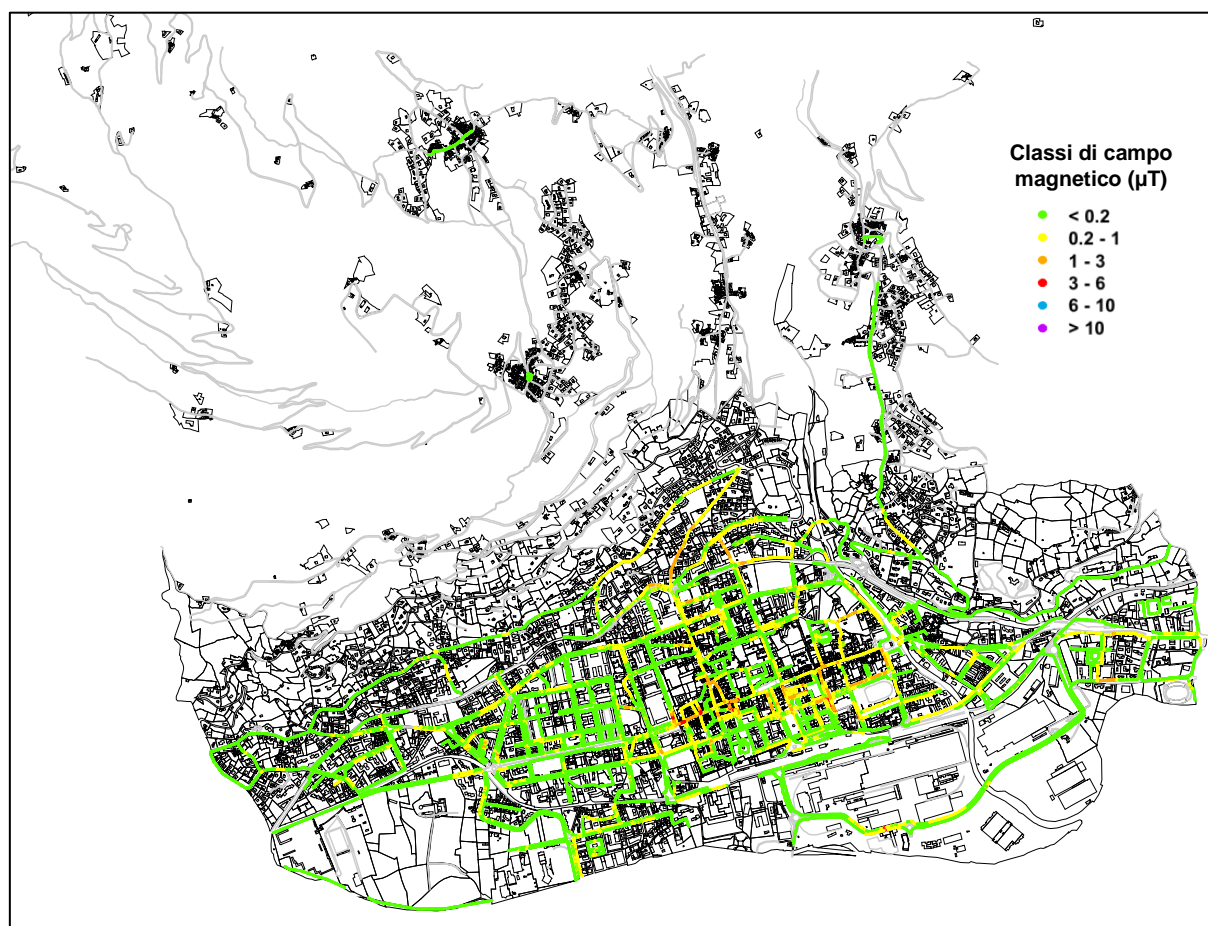 Classi di campo
magnetico (µT)
< 0.2
0.2 - 1
1 - 3
3 - 6
6 - 10
> 10